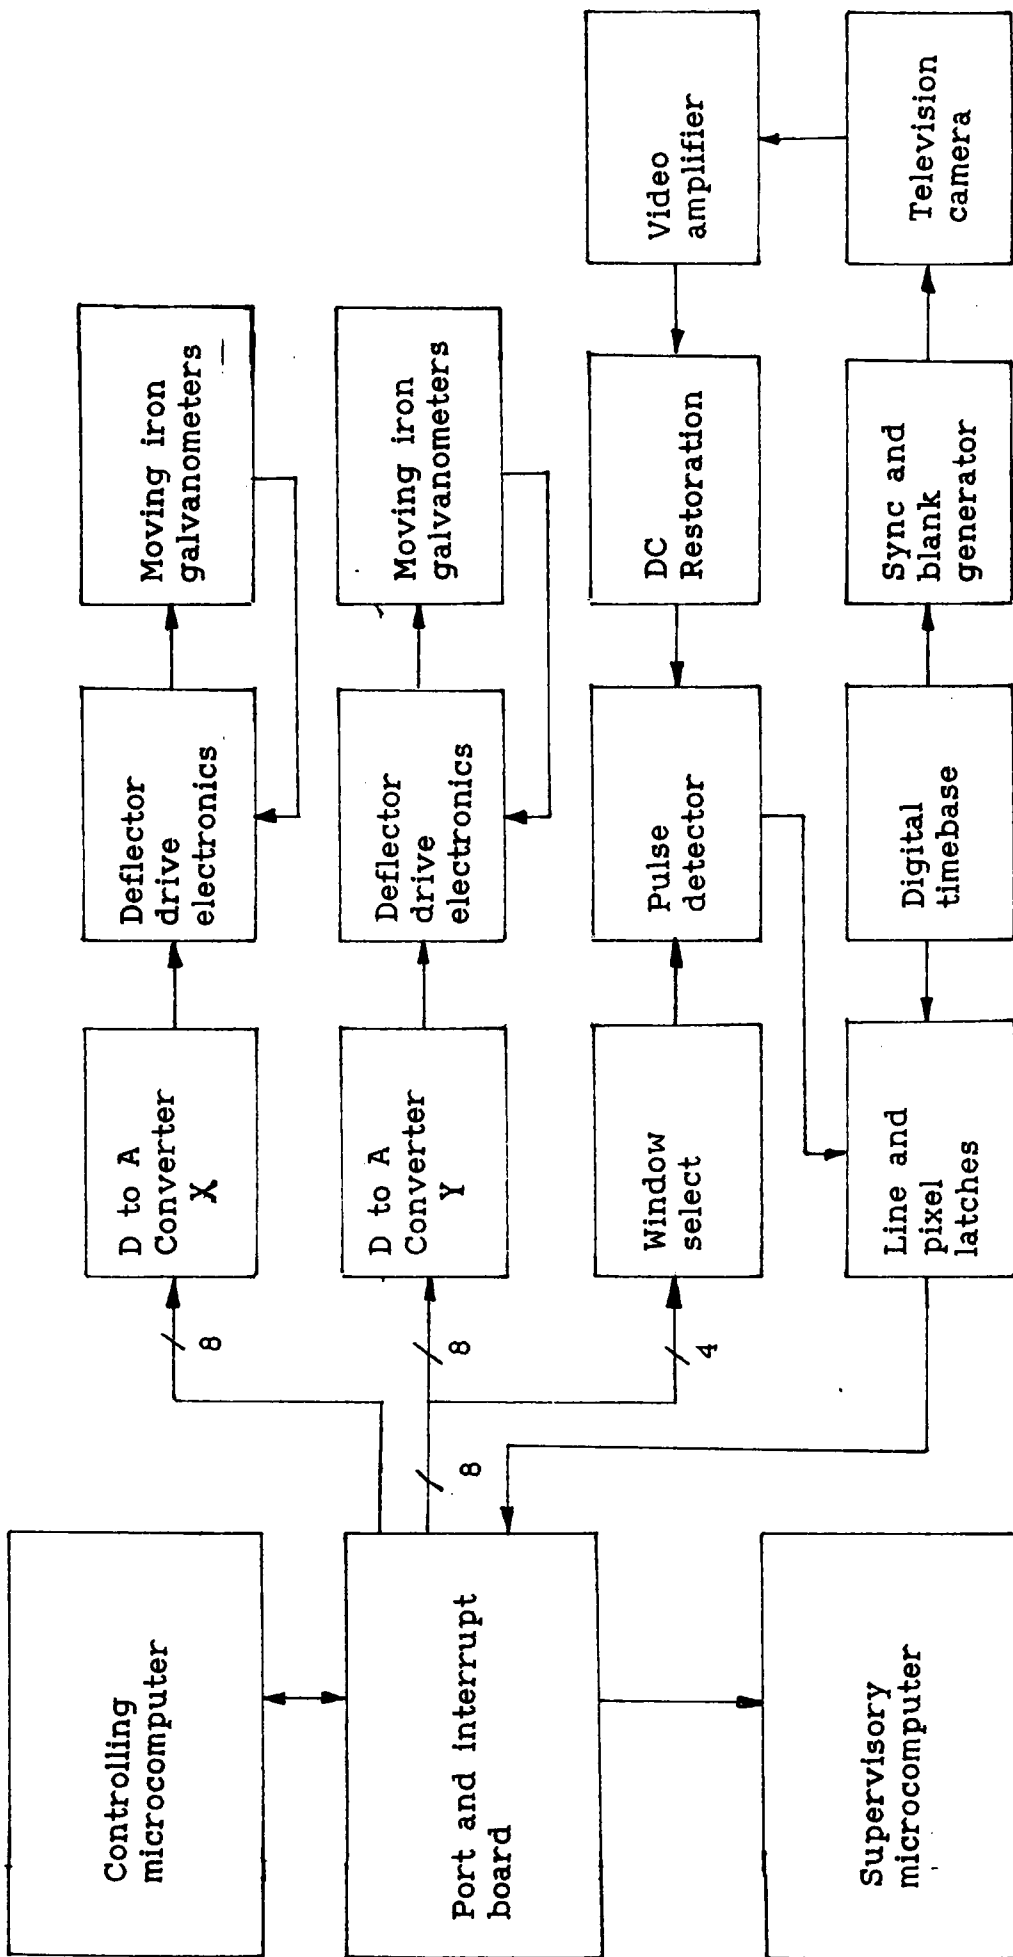 Controlling
microcomputer
Port and interrupt
board
Supervisory
microcomputer
8
8
8
4
D to A
Converter
X
D to A
Converter
Y
Window
select
Line and
pixel
latches
Deflector
drive
electronics
Deflector
drive
electronics
Pulse
detector
Digital
timebase
Moving iron
galvanometers
Moving iron
galvanometers
DC
Restoration
Sync and
blank
generator
Video
amplifier
Television
camera